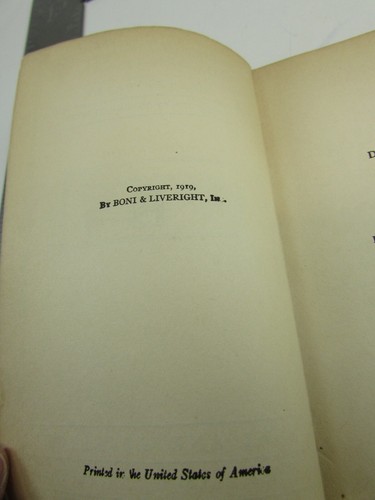 COPYRIGHT, 1919,
BY BONI & LIVERIGHT, Inc.
Printed in the United States of America
D